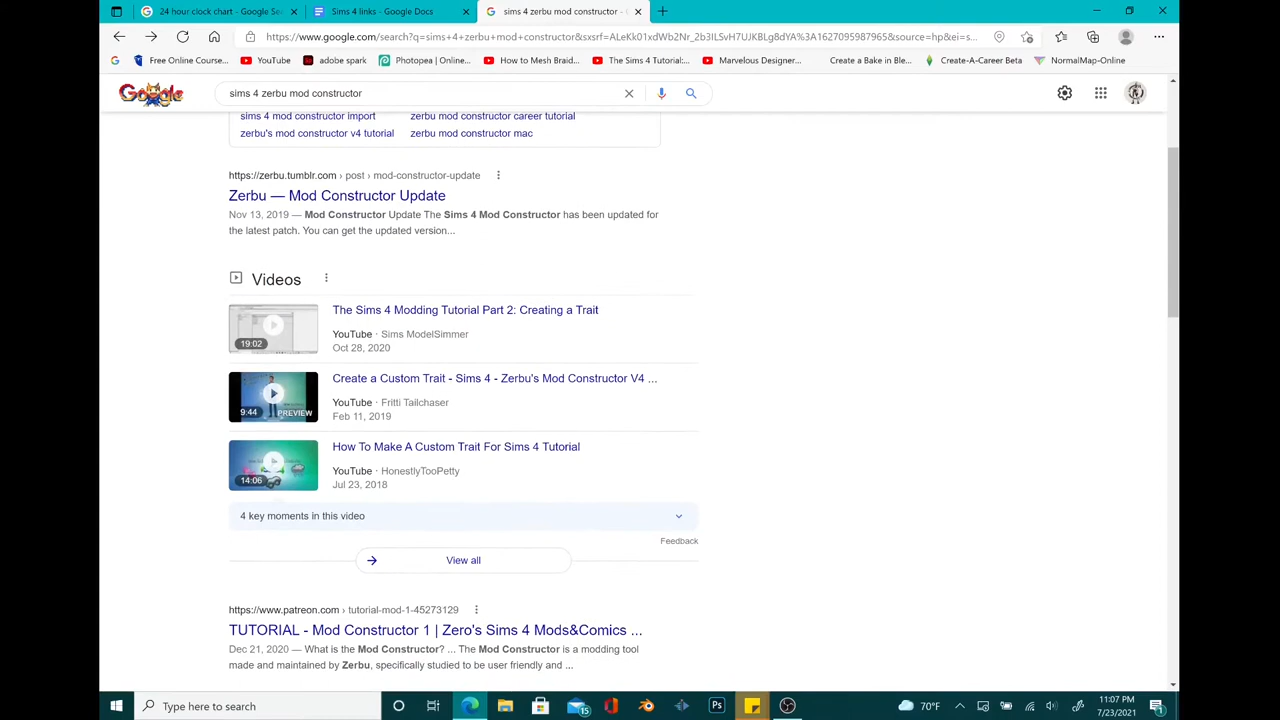 24 hour clock chart - Google Se
Sims 4 links - Google Docs
sims 4 zerbu mod constructor -
https://www.google.com/search?q=sims+4+zerbu+mod+constructor&sxsrf=ALeKk01xdWb2Nr_2b3ILSvH7UJKBLg8dYA%3A1627095987965&source=hp&ei=s...
Free Online Course... YouTube adobe spark Photopea | Online... How to Mesh Braid... The Sims 4 Tutorial:... Marvelous Designer... Create a Bake in Ble... Create-A-Career Beta NormalMap-Online
Google
sims 4 zerbu mod constructor
sims 4 mod constructor import zerbu mod constructor career tutorial
zerbu's mod constructor v4 tutorial zerbu mod constructor mac
https://zerbu.tumblr.com › post › mod-constructor-update
Zerbu — Mod Constructor Update
Nov 13, 2019 — Mod Constructor Update The Sims 4 Mod Constructor has been updated for
the latest patch. You can get the updated version...
Videos
The Sims 4 Modding Tutorial Part 2: Creating a Trait
YouTube · Sims ModelSimmer
19:02
Oct 28, 2020
Create a Custom Trait - Sims 4 - Zerbu's Mod Constructor V4 ...
YouTube · Fritti Tailchaser
9:44 PREVIEW
Feb 11, 2019
How To Make A Custom Trait For Sims 4 Tutorial
YouTube · HonestlyTooPetty
14:06
Jul 23, 2018
4 key moments in this video
Feedback
View all
https://www.patreon.com › tutorial-mod-1-45273129
TUTORIAL - Mod Constructor 1 | Zero's Sims 4 Mods&Comics ...
Dec 21, 2020 — What is the Mod Constructor? ... The Mod Constructor is a modding tool
made and maintained by Zerbu, specifically studied to be user friendly and ...
Type here to search
15
Ps
70°F
11:07 PM
7/23/2021
1